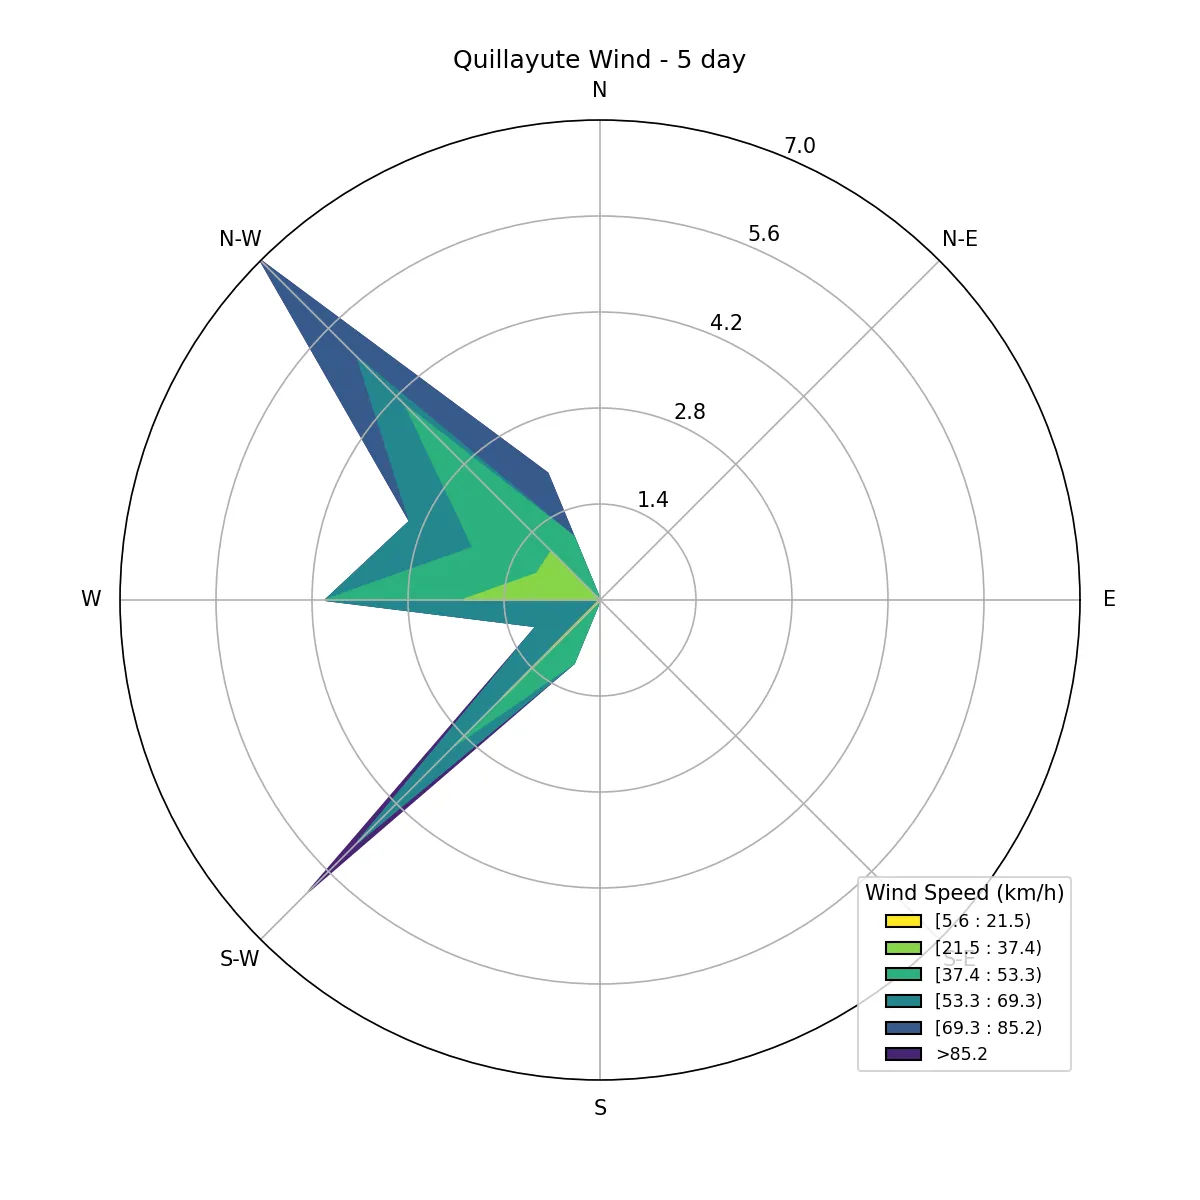 Quillayute Wind - 5 day
N
7.0
N-W
5.6
N-E
4.2
2.8
1.4
W
E
S-W
S-E
S
Wind Speed (km/h)
[5.6 : 21.5)
[21.5 : 37.4)
[37.4 : 53.3)
[53.3 : 69.3)
[69.3 : 85.2)
>85.2